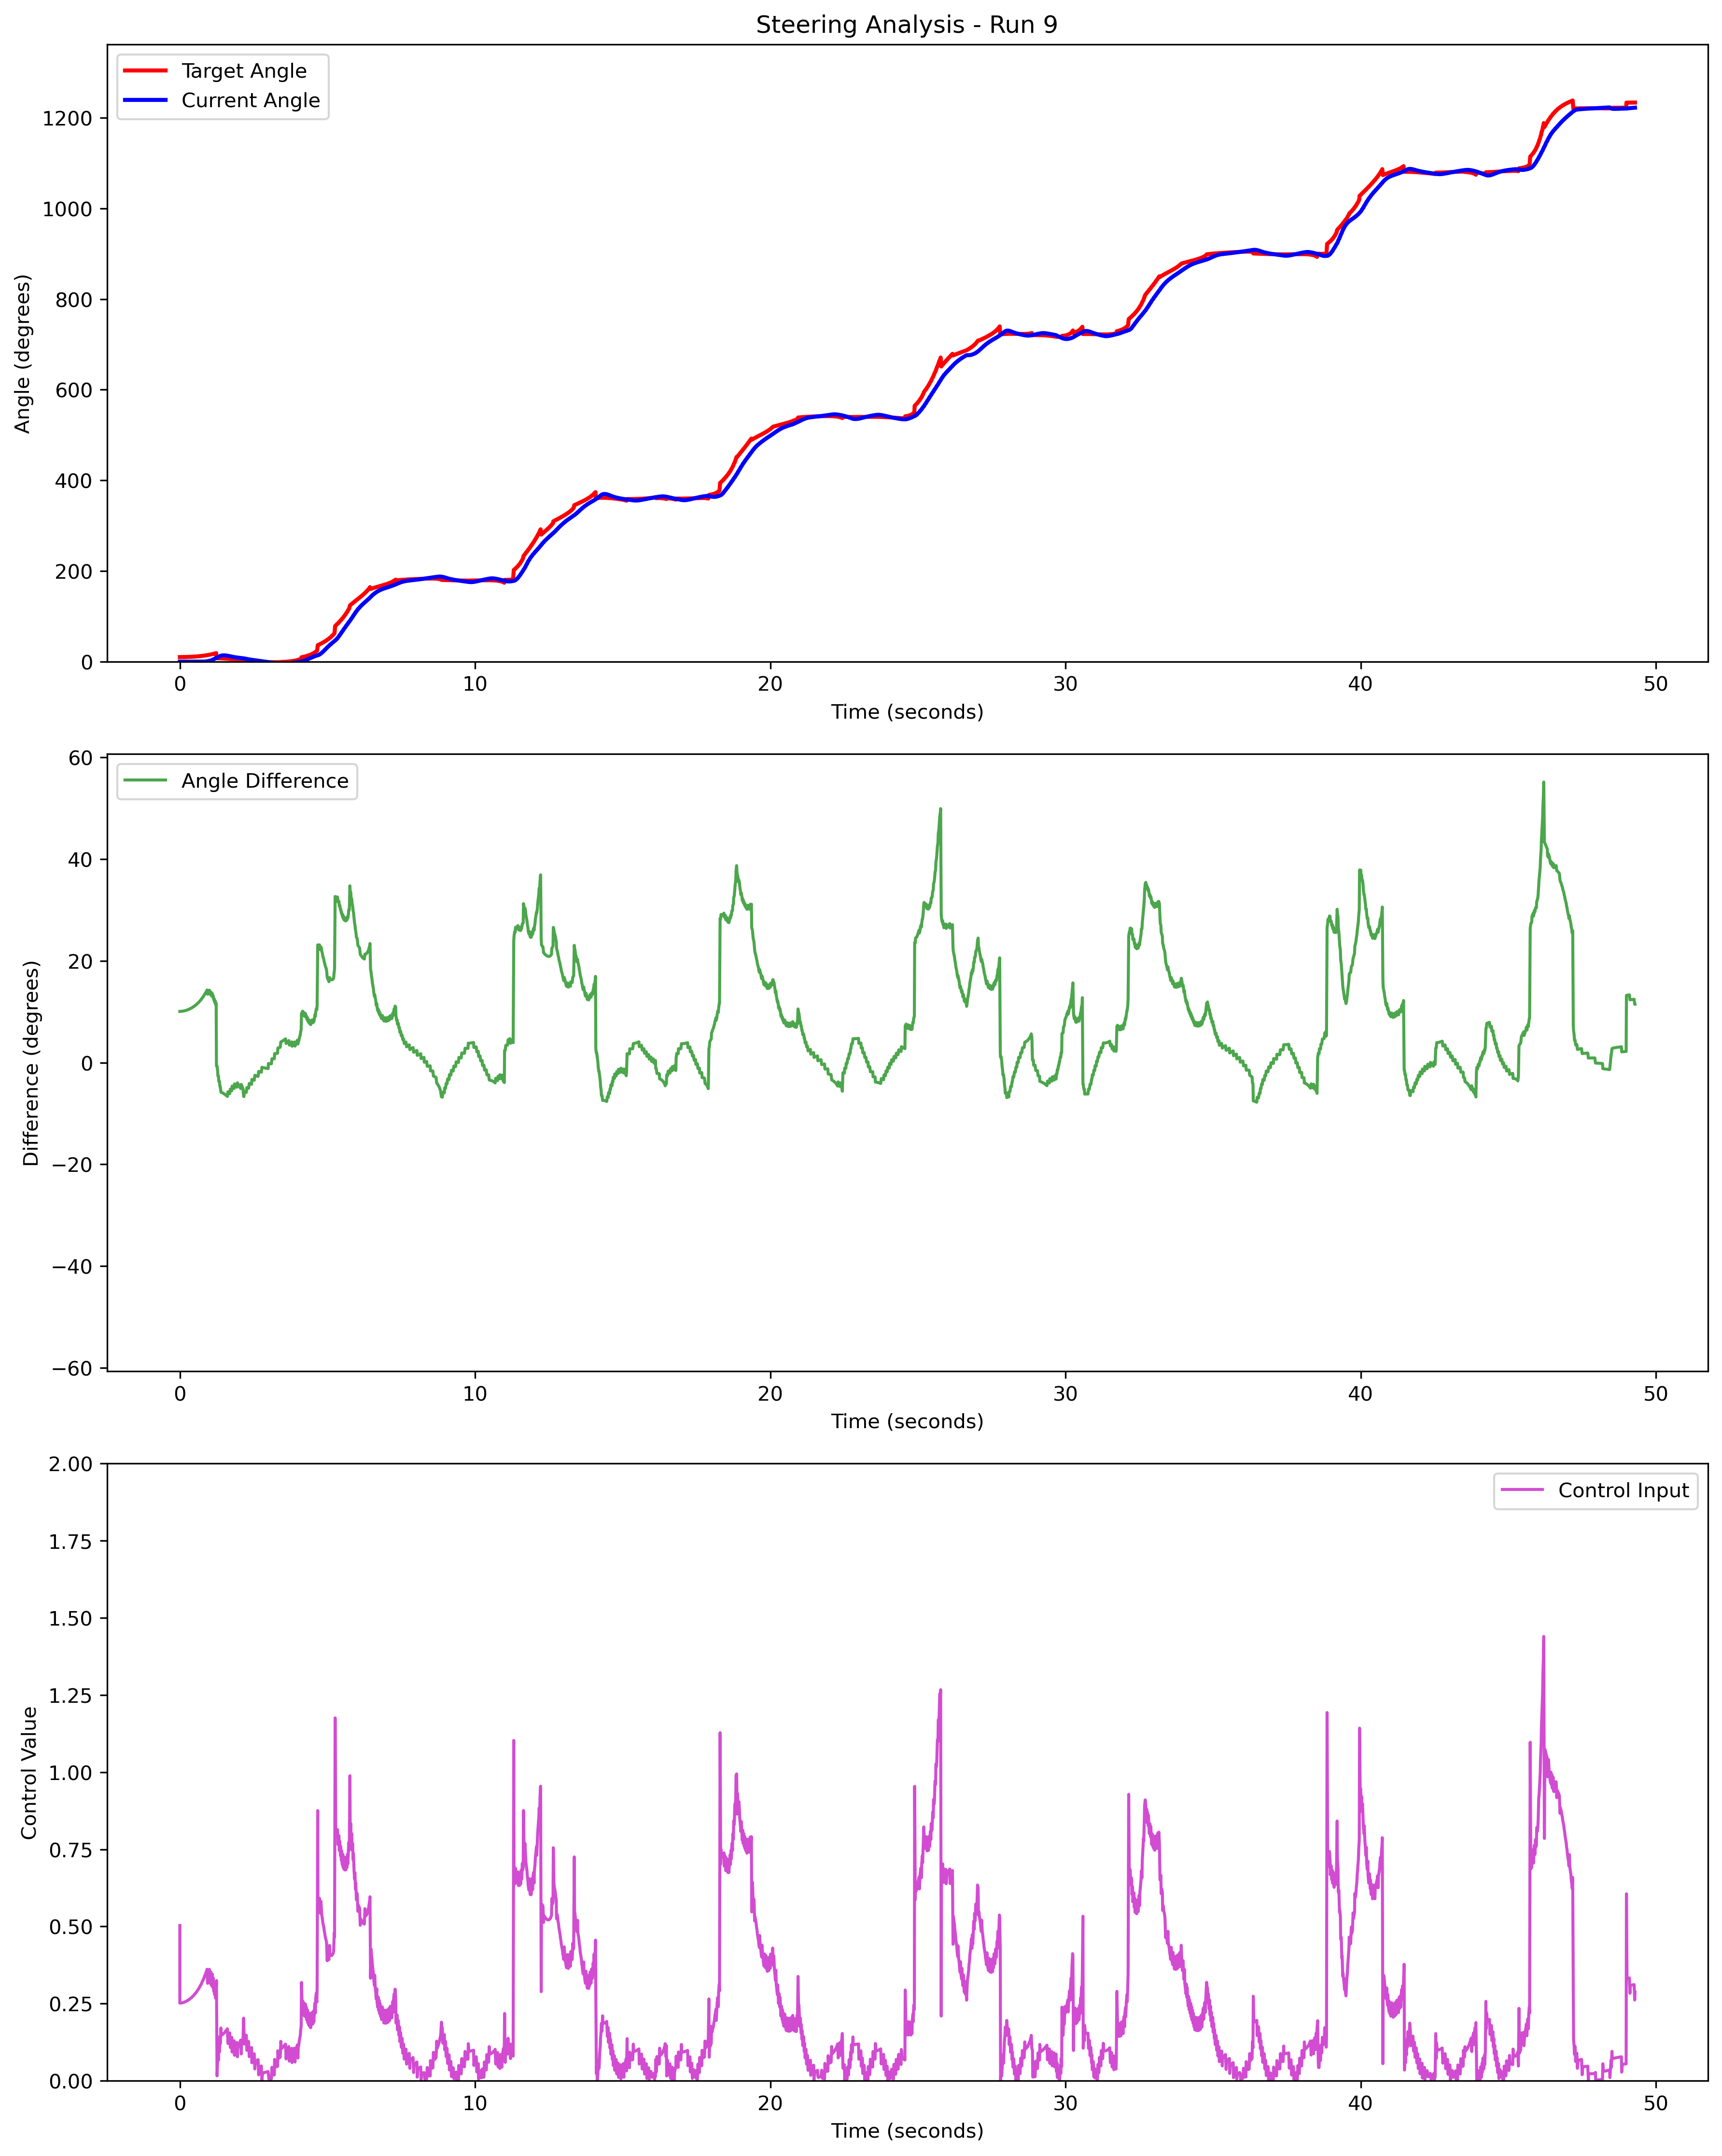 Steering Analysis - Run 9
Target Angle
Current Angle
Angle (degrees)
1200
1000
800
600
400
200
0
0 10 20 30 40 50
Time (seconds)
Angle Difference
Difference (degrees)
60
40
20
0
−20
−40
−60
0 10 20 30 40 50
Time (seconds)
Control Input
Control Value
2.00
1.75
1.50
1.25
1.00
0.75
0.50
0.25
0.00
0 10 20 30 40 50
Time (seconds)